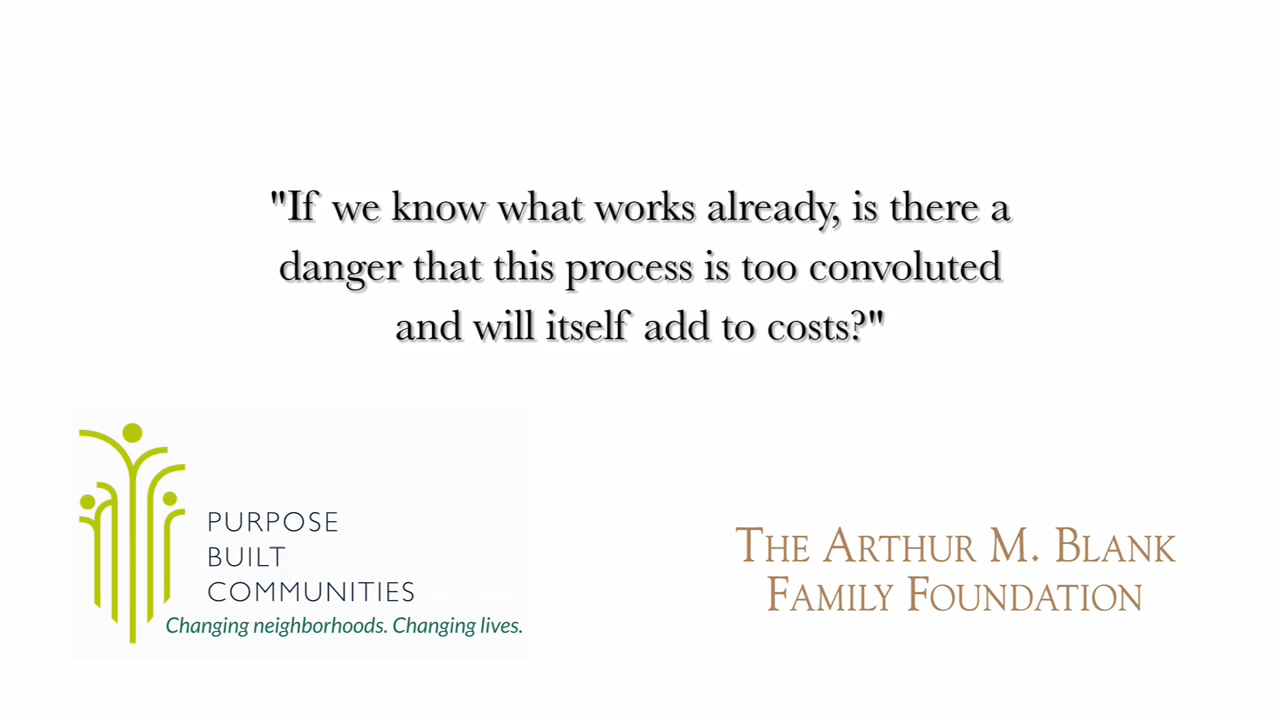 "If we know what works already, is there a
danger that this process is too convoluted
and will itself add to costs?"
PURPOSE
BUILT
COMMUNITIES
Changing neighborhoods. Changing lives.
THE ARTHUR M. BLANK
FAMILY FOUNDATION